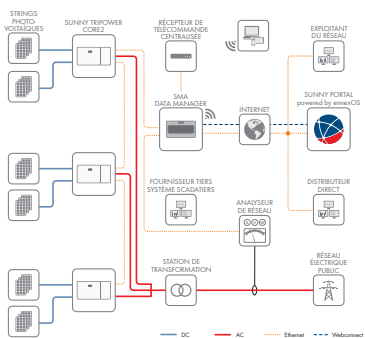 STRINGS
PHOTO-
VOLTAÏQUES
SUNNY TRIPOWER
CORE2
RÉCEPTEUR DE
TÉLÉCOMMANDE
CENTRALISÉE
EXPLOITANT
DU RÉSEAU
SMA
DATA MANAGER
INTERNET
SUNNY PORTAL
powered by ennexOS
FOURNISSEUR TIERS
SYSTÈME SCADATIERS
ANALYSEUR
DE RÉSEAU
DISTRIBUTEUR
DIRECT
STATION DE
TRANSFORMATION
RÉSEAU
ÉLECTRIQUE
PUBLIC
DC
AC
Ethernet
Webconnect